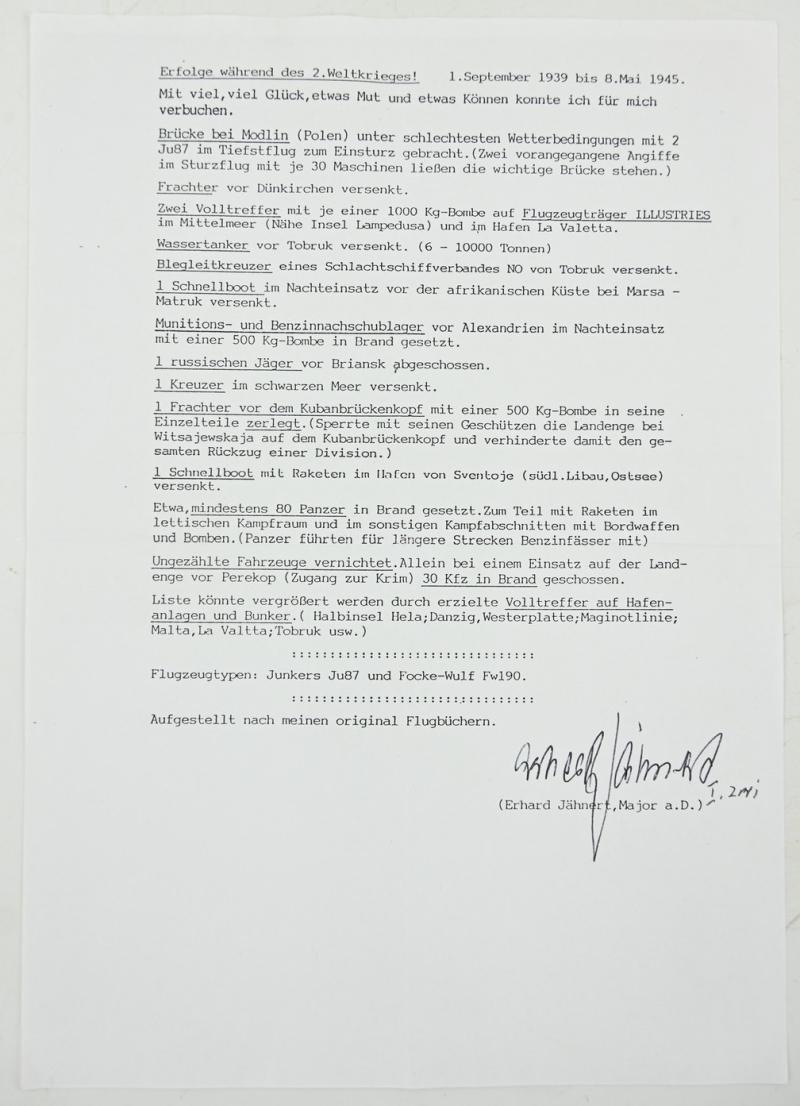 Erfolge während des 2.Weltkrieges! 1.September 1939 bis 8.Mai 1945.
Mit viel,viel Glück,etwas Mut und etwas Können konnte ich für mich
verbuchen.
Brücke bei Modlin (Polen) unter schlechtesten Wetterbedingungen mit 2
Ju87 im Tiefstflug zum Einsturz gebracht.(Zwei vorangegangene Angiffe
im Sturzflug mit je 30 Maschinen ließen die wichtige Brücke stehen.)
Frachter vor Dünkirchen versenkt.
Zwei Volltreffer mit je einer 1000 Kg-Bombe auf Flugzeugträger ILLUSTRIES
im Mittelmeer (Nähe Insel Lampedusa) und im Hafen La Valetta.
Wassertanker vor Tobruk versenkt. (6 - 10000 Tonnen)
Blegleitkreuzer eines Schlachtschiffverbandes NO von Tobruk versenkt.
1 Schnellboot im Nachteinsatz vor der afrikanischen Küste bei Marsa -
Matruk versenkt.
Munitions- und Benzinnachschublager vor Alexandrien im Nachteinsatz
mit einer 500 Kg-Bombe in Brand gesetzt.
1 russischen Jäger vor Briansk abgeschossen.
1 Kreuzer im schwarzen Meer versenkt.
1 Frachter vor dem Kubanbrückenkopf mit einer 500 Kg-Bombe in seine
Einzelteile zerlegt.(Sperrte mit seinen Geschützen die Landenge bei
Witsajewskaja auf dem Kubanbrückenkopf und verhinderte damit den ge-
samten Rückzug einer Division.)
1 Schnellboot mit Raketen im Hafen von Sventoje (südl.Libau,Ostsee)
versenkt.
Etwa,mindestens 80 Panzer in Brand gesetzt.Zum Teil mit Raketen im
lettischen Kampfraum und im sonstigen Kampfabschnitten mit Bordwaffen
und Bomben.(Panzer führten für längere Strecken Benzinfässer mit)
Ungezählte Fahrzeuge vernichtet.Allein bei einem Einsatz auf der Land-
enge vor Perekop (Zugang zur Krim) 30 Kfz in Brand geschossen.
Liste könnte vergrößert werden durch erzielte Volltreffer auf Hafen-
anlagen und Bunker.( Halbinsel Hela;Danzig,Westerplatte;Maginotlinie;
Malta,La Valtta;Tobruk usw.)
::::::::::::::::::::::::::::::::
Flugzeugtypen: Junkers Ju87 und Focke-Wulf Fw190.
::::::::::::::::::::::::::::::::
Aufgestellt nach meinen original Flugbüchern.
Erhard Jähnert
(Erhard Jähnert,Major a.D.)